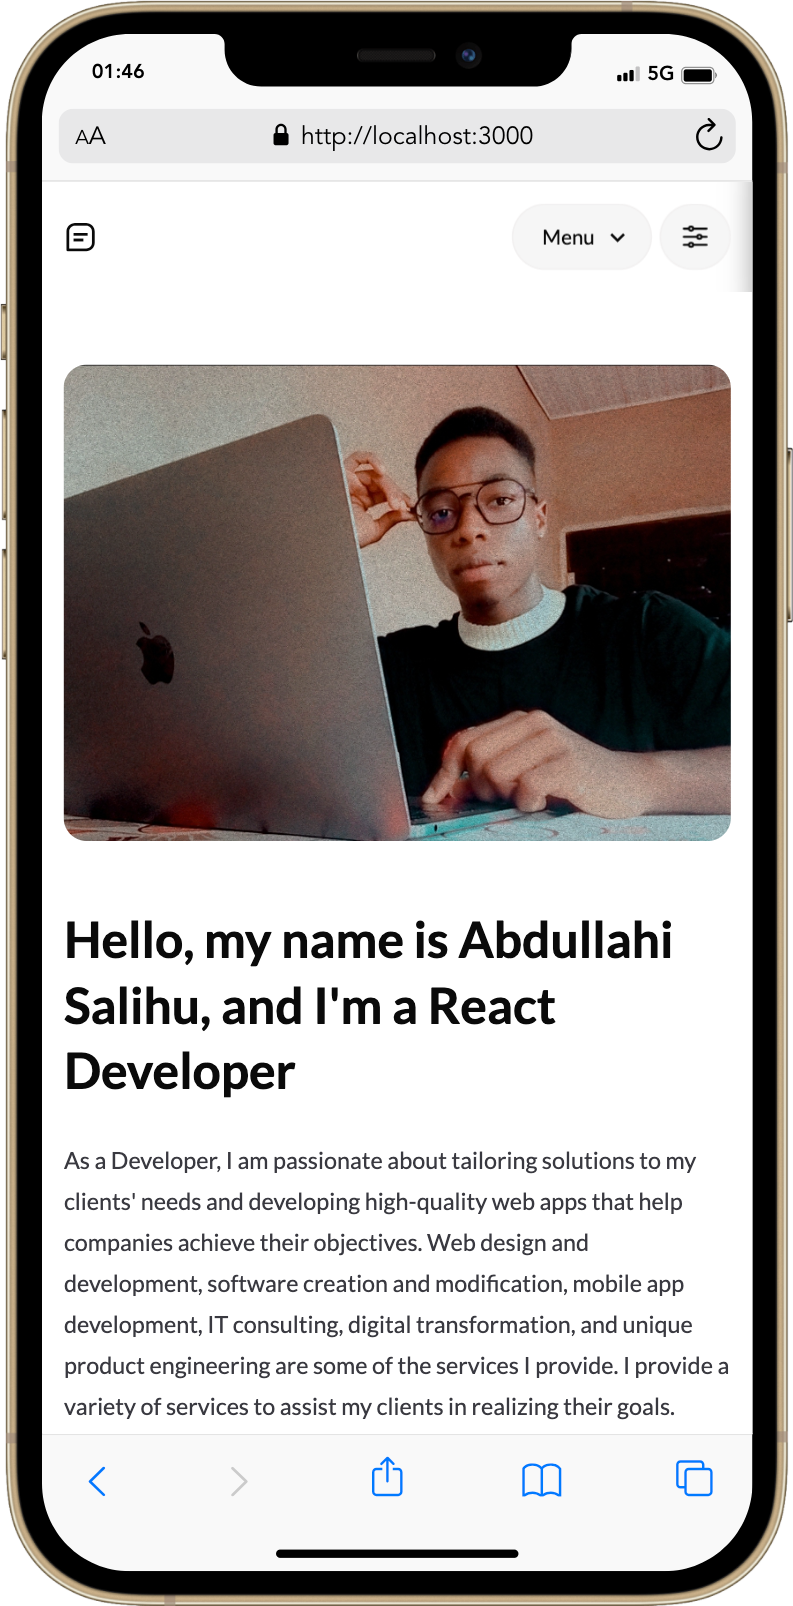 01:46
5G
AA
http://localhost:3000
Menu
Hello, my name is Abdullahi
Salihu, and I'm a React
Developer
As a Developer, I am passionate about tailoring solutions to my
clients' needs and developing high-quality web apps that help
companies achieve their objectives. Web design and
development, software creation and modification, mobile app
development, IT consulting, digital transformation, and unique
product engineering are some of the services I provide. I provide a
variety of services to assist my clients in realizing their goals.